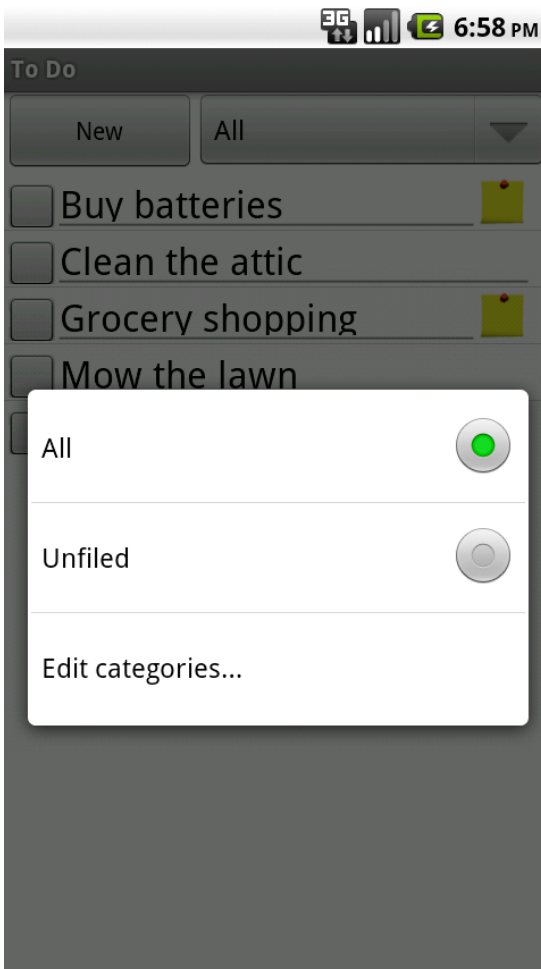 3G 6:58 PM
To Do
New All
Buy batteries
Clean the attic
Grocery shopping
Mow the lawn
All
Unfiled
Edit categories...